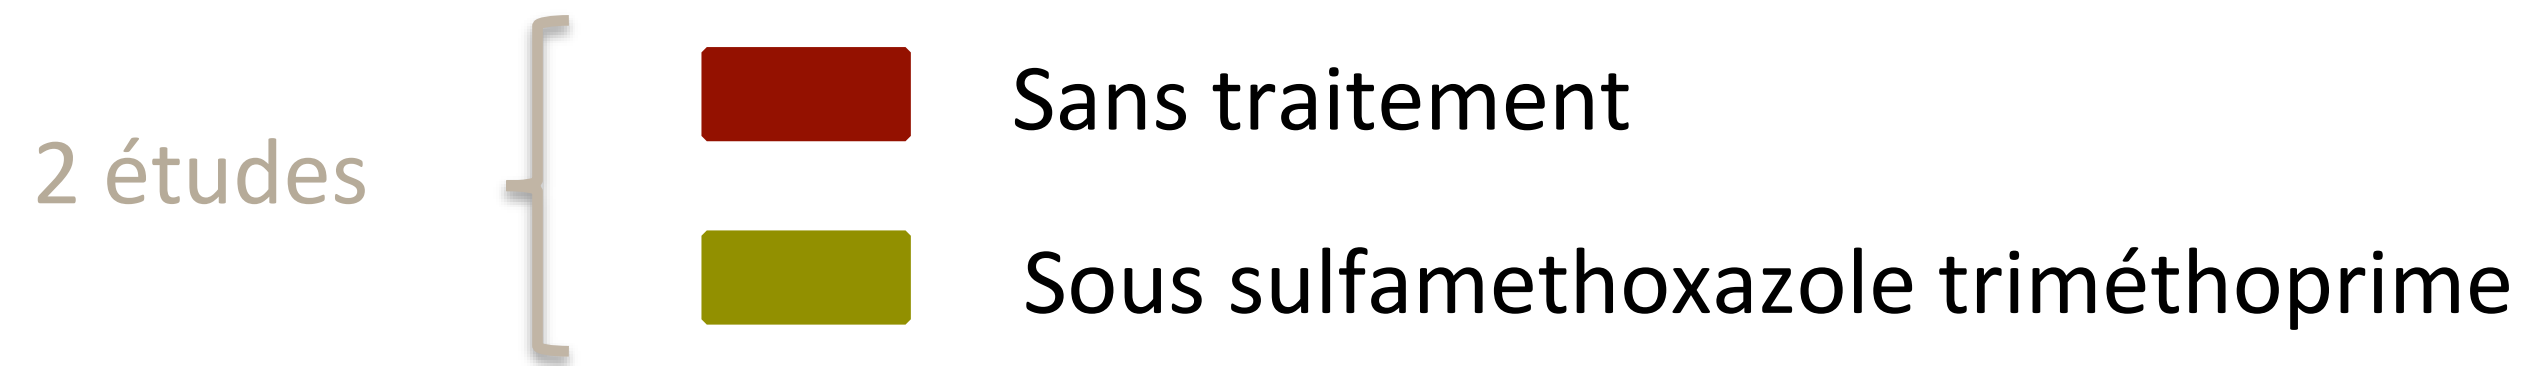 Sans traitement
2 études
Sous sulfamethoxazole triméthoprime